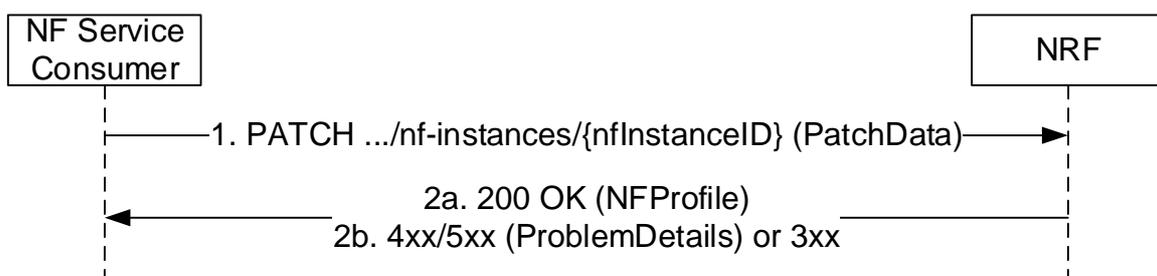 NF Service
Consumer
NRF
1. PATCH .../nf-instances/{nfInstanceID} (PatchData)
2a. 200 OK (NFProfile)
2b. 4xx/5xx (ProblemDetails) or 3xx